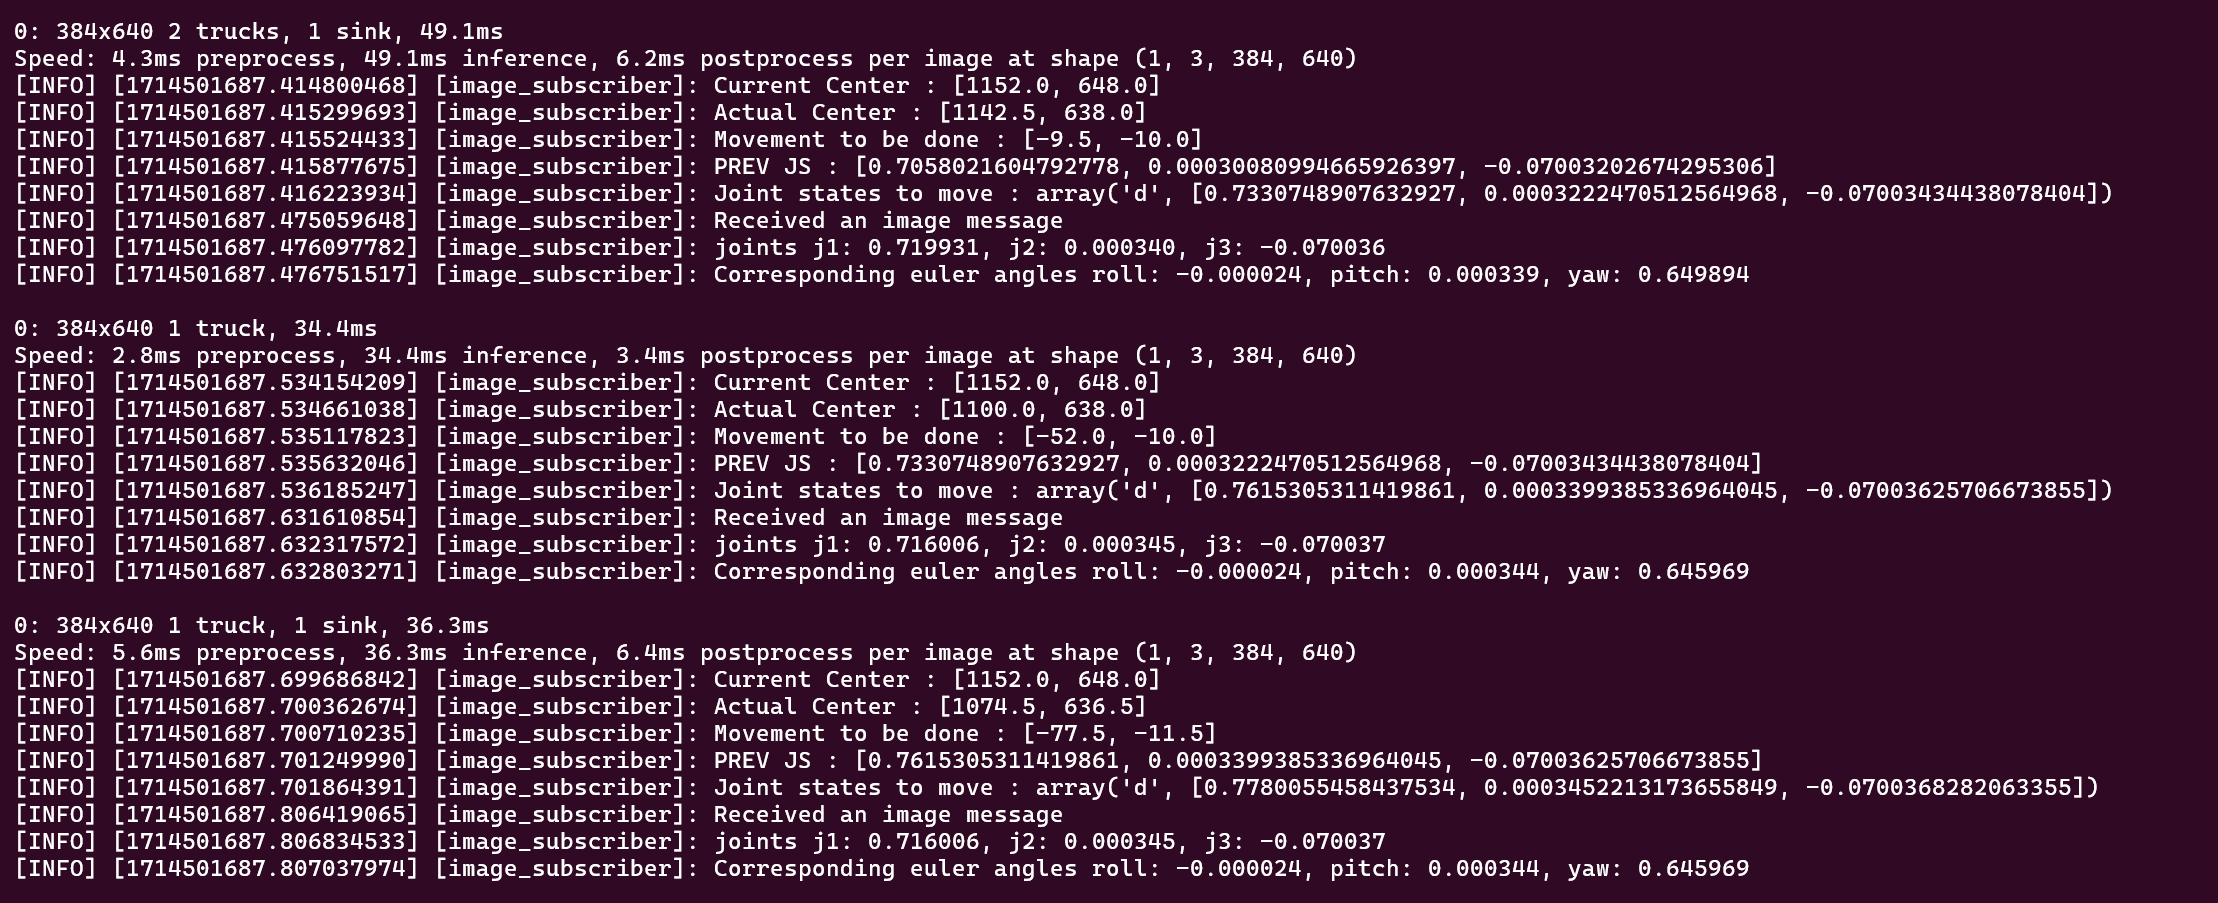 0: 384x640 2 trucks, 1 sink, 49.1ms
Speed: 4.3ms preprocess, 49.1ms inference, 6.2ms postprocess per image at shape (1, 3, 384, 640)
[INFO] [1714501687.414800468] [image_subscriber]: Current Center : [1152.0, 648.0]
[INFO] [1714501687.415299693] [image_subscriber]: Actual Center : [1142.5, 638.0]
[INFO] [1714501687.415524433] [image_subscriber]: Movement to be done : [-9.5, -10.0]
[INFO] [1714501687.415877675] [image_subscriber]: PREV JS : [0.7058021604792778, 0.00030080994665926397, -0.07003202674295306]
[INFO] [1714501687.416223934] [image_subscriber]: Joint states to move : array('d', [0.7330748907632927, 0.0003222470512564968, -0.07003434438078404])
[INFO] [1714501687.475059648] [image_subscriber]: Received an image message
[INFO] [1714501687.476097782] [image_subscriber]: joints j1: 0.719931, j2: 0.000340, j3: -0.070036
[INFO] [1714501687.476751517] [image_subscriber]: Corresponding euler angles roll: -0.000024, pitch: 0.000339, yaw: 0.649894
0: 384x640 1 truck, 34.4ms
Speed: 2.8ms preprocess, 34.4ms inference, 3.4ms postprocess per image at shape (1, 3, 384, 640)
[INFO] [1714501687.534154209] [image_subscriber]: Current Center : [1152.0, 648.0]
[INFO] [1714501687.534661038] [image_subscriber]: Actual Center : [1100.0, 638.0]
[INFO] [1714501687.535117823] [image_subscriber]: Movement to be done : [-52.0, -10.0]
[INFO] [1714501687.535632046] [image_subscriber]: PREV JS : [0.7330748907632927, 0.0003222470512564968, -0.07003434438078404]
[INFO] [1714501687.536185247] [image_subscriber]: Joint states to move : array('d', [0.7615305311419861, 0.00033993853369640​45, -0.07003625706673855])
[INFO] [1714501687.631610854] [image_subscriber]: Received an image message
[INFO] [1714501687.632317572] [image_subscriber]: joints j1: 0.716006, j2: 0.000345, j3: -0.070037
[INFO] [1714501687.632803271] [image_subscriber]: Corresponding euler angles roll: -0.000024, pitch: 0.000344, yaw: 0.645969
0: 384x640 1 truck, 1 sink, 36.3ms
Speed: 5.6ms preprocess, 36.3ms inference, 6.4ms postprocess per image at shape (1, 3, 384, 640)
[INFO] [1714501687.699686842] [image_subscriber]: Current Center : [1152.0, 648.0]
[INFO] [1714501687.700362674] [image_subscriber]: Actual Center : [1074.5, 636.5]
[INFO] [1714501687.700710235] [image_subscriber]: Movement to be done : [-77.5, -11.5]
[INFO] [1714501687.701249990] [image_subscriber]: PREV JS : [0.7615305311419861, 0.0003399385336964045, -0.07003625706673855]
[INFO] [1714501687.701864391] [image_subscriber]: Joint states to move : array('d', [0.7780055458437534, 0.00034522131736558​49, -0.0700368282063355])
[INFO] [1714501687.806419065] [image_subscriber]: Received an image message
[INFO] [1714501687.806834533] [image_subscriber]: joints j1: 0.716006, j2: 0.000345, j3: -0.070037
[INFO] [1714501687.807037974] [image_subscriber]: Corresponding euler angles roll: -0.000024, pitch: 0.000344, yaw: 0.645969